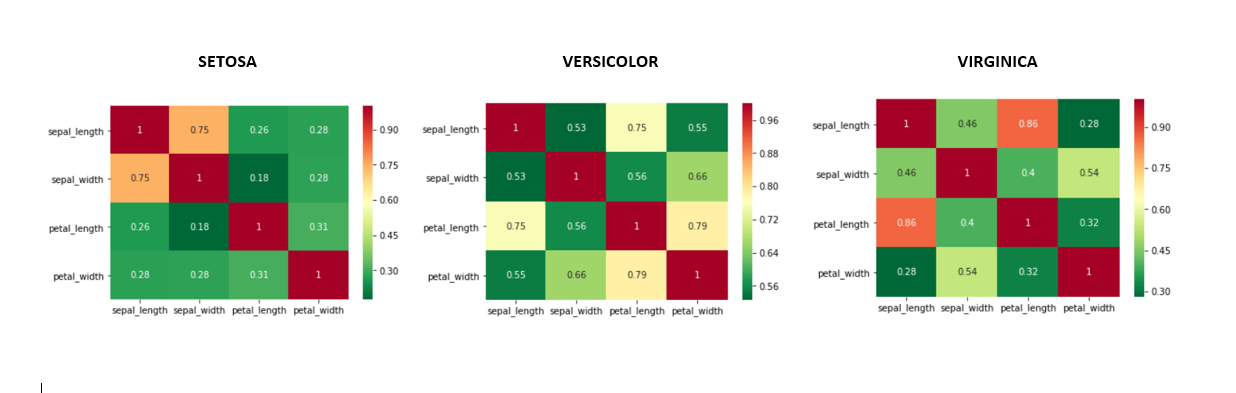 SETOSA
sepal_length 1 0.75 0.26 0.28
sepal_width 0.75 1 0.18 0.28
petal_length 0.26 0.18 1 0.31
petal_width 0.28 0.28 0.31 1
sepal_length sepal_width petal_length petal_width
0.90
0.75
0.60
0.45
0.30
VERSICOLOR
sepal_length 1 0.53 0.75 0.55
sepal_width 0.53 1 0.56 0.66
petal_length 0.75 0.56 1 0.79
petal_width 0.55 0.66 0.79 1
sepal_length sepal_width petal_length petal_width
0.96
0.88
0.80
0.72
0.64
0.56
VIRGINICA
sepal_length 1 0.46 0.86 0.28
sepal_width 0.46 1 0.4 0.54
petal_length 0.86 0.4 1 0.32
petal_width 0.28 0.54 0.32 1
sepal_length sepal_width petal_length petal_width
0.90
0.75
0.60
0.45
0.30